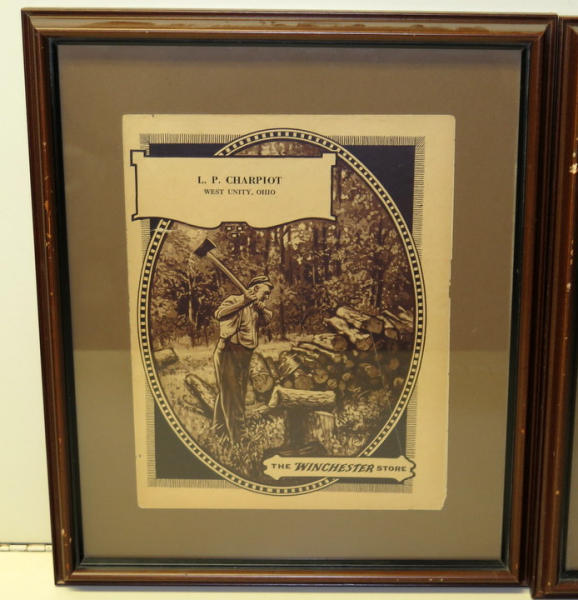 L. P. CHARPIOT
WEST UNITY, OHIO
THE WINCHESTER STORE